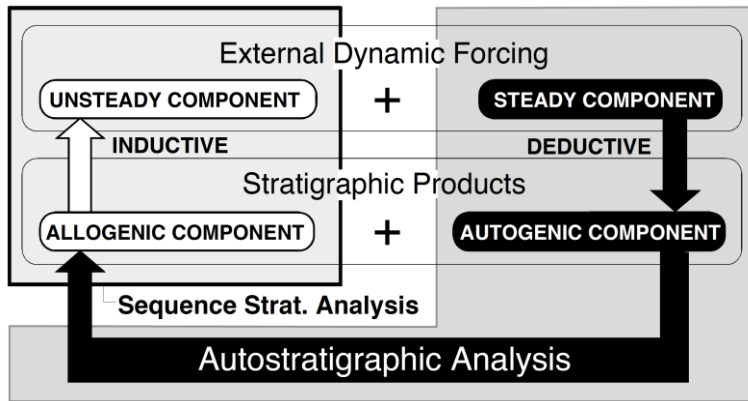 External Dynamic Forcing
UNSTEADY COMPONENT + STEADY COMPONENT
INDUCTIVE DEDUCTIVE
Stratigraphic Products
ALLOGENIC COMPONENT + AUTOGENIC COMPONENT
Sequence Strat. Analysis
Autostratigraphic Analysis